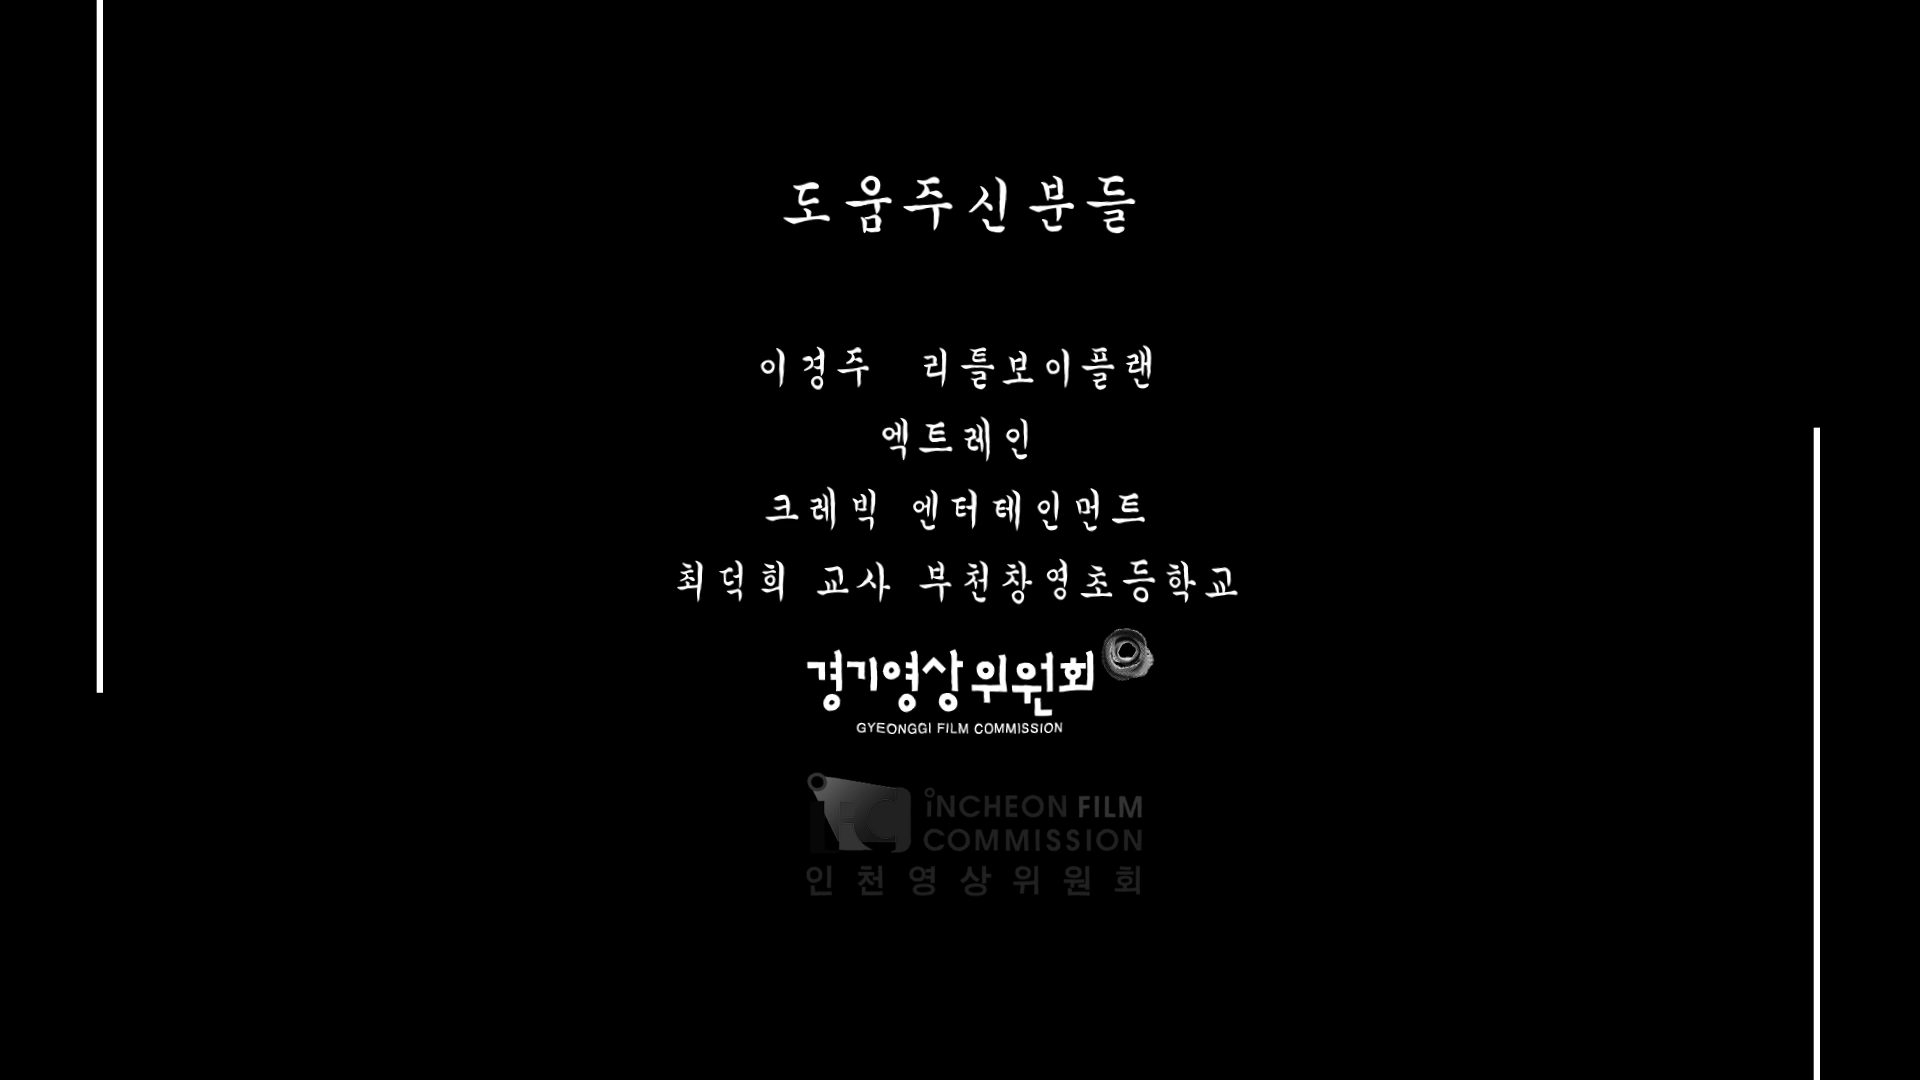 도움주신분들
이경주 리틀보이플랜
엑트레인
크레빅 엔터테인먼트
최덕희 교사 부천창영초등학교
경기영상위원회
GYEONGGI FILM COMMISSION
IFC
INCHEON FILM
COMMISSION
인천영상위원회